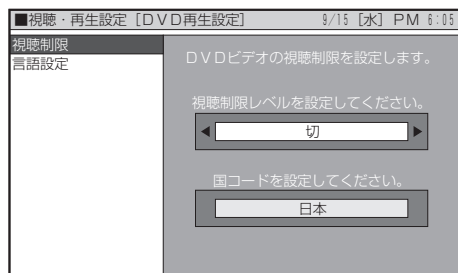 ■視聴・再生設定［DVD再生設定］ 9/15［水］PM 6:05
視聴制限
言語設定
DVDビデオの視聴制限を設定します。
視聴制限レベルを設定してください。
◀ 切 ▶
国コードを設定してください。
日本